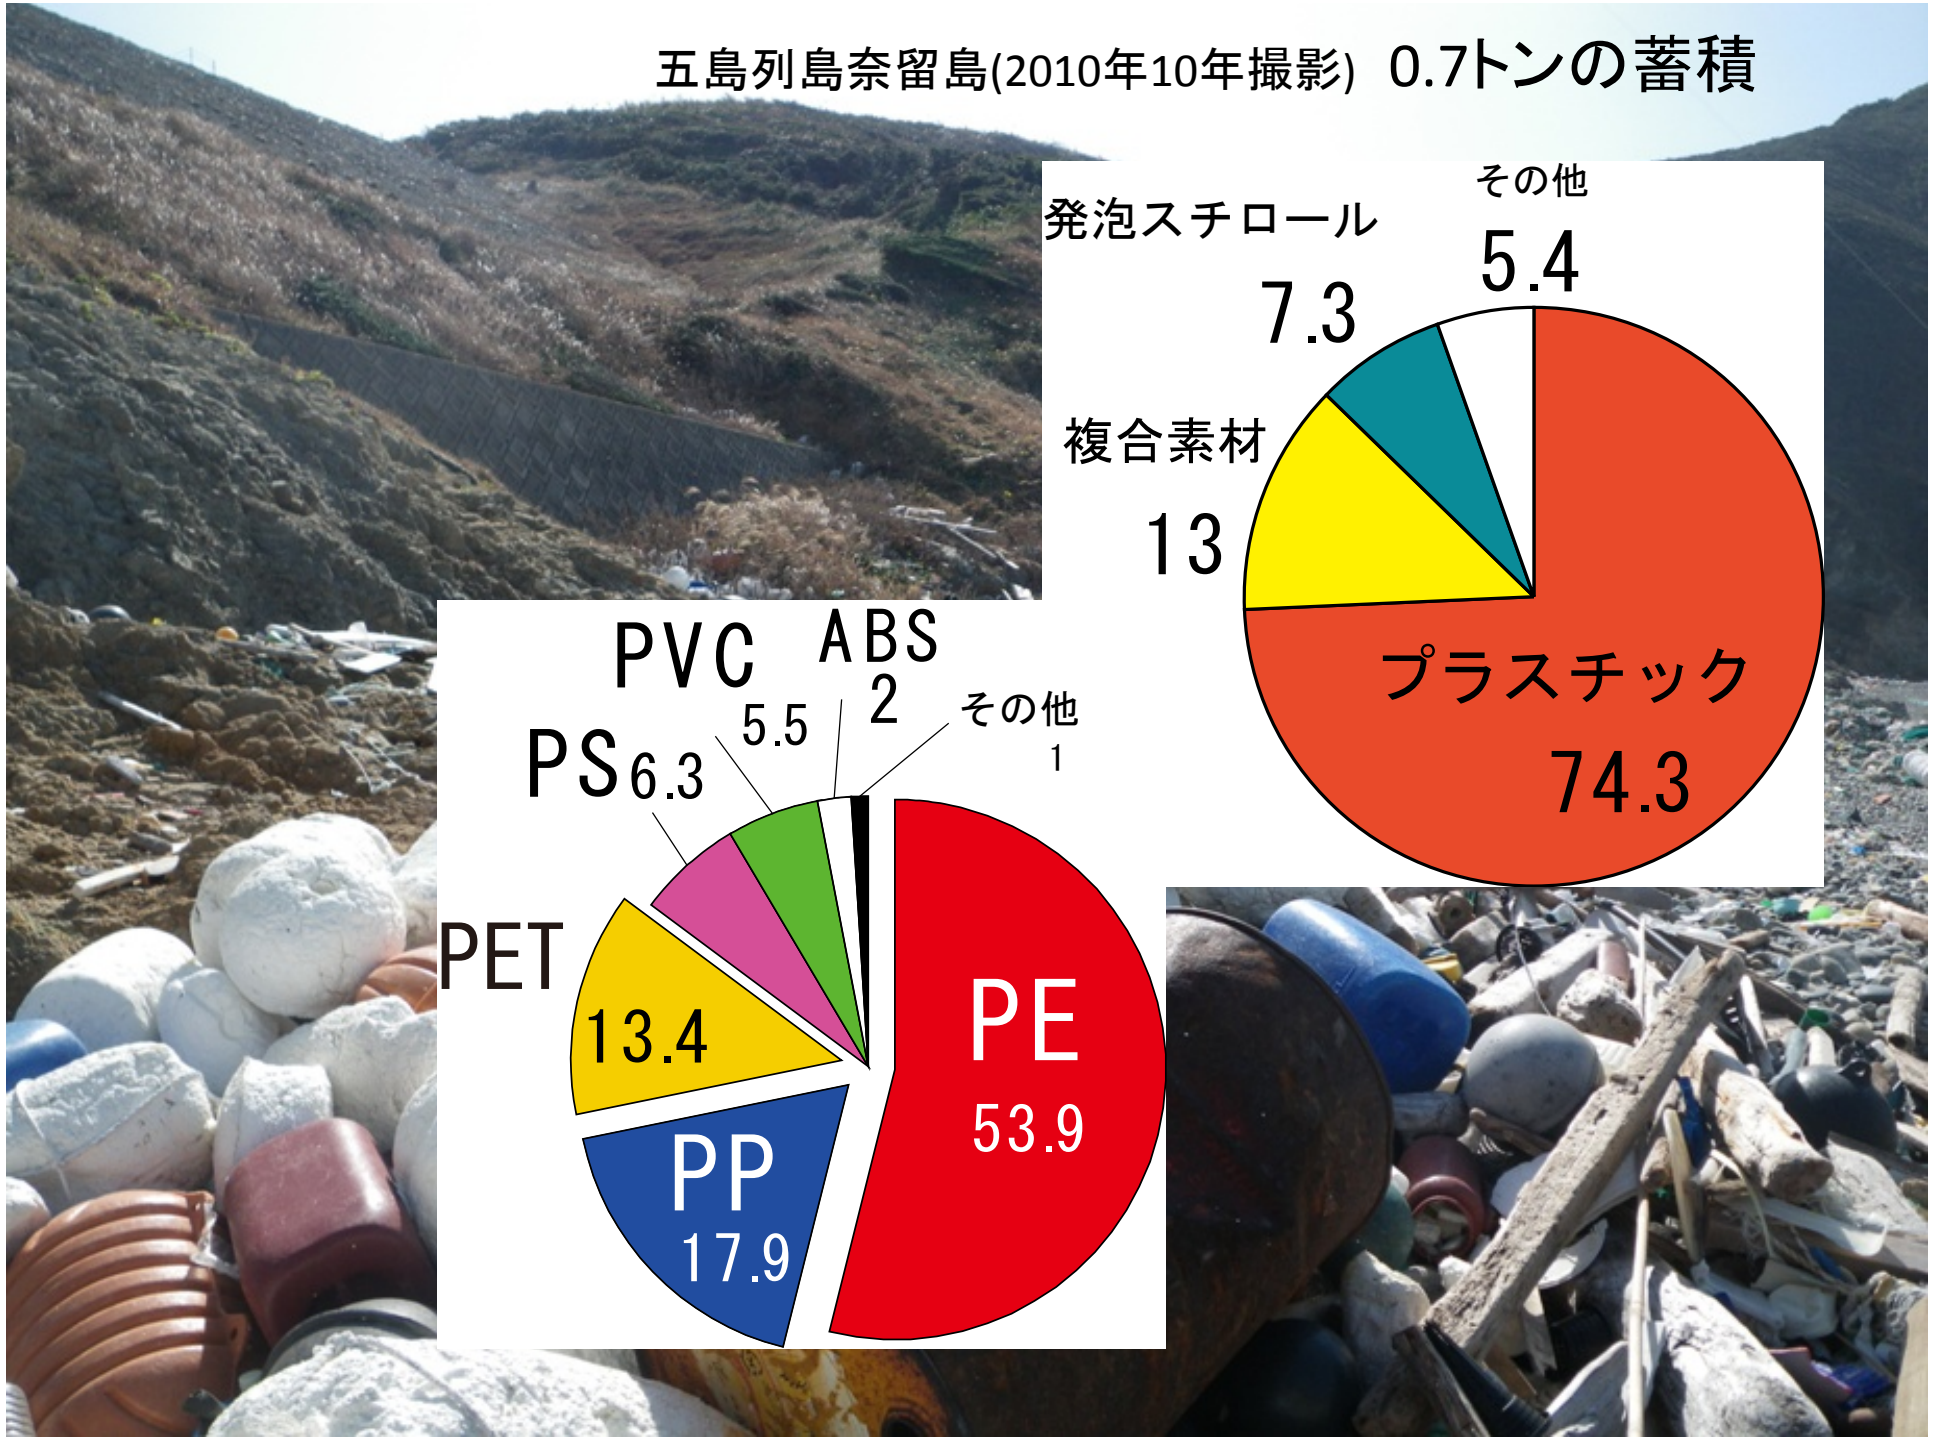 五島列島奈留島(2010年10年撮影) 0.7トンの蓄積
その他
5.4
発泡スチロール
7.3
複合素材
13
プラスチック
74.3
PVC
5.5
ABS
2
その他
1
PS 6.3
PET
13.4
PE
53.9
PP
17.9